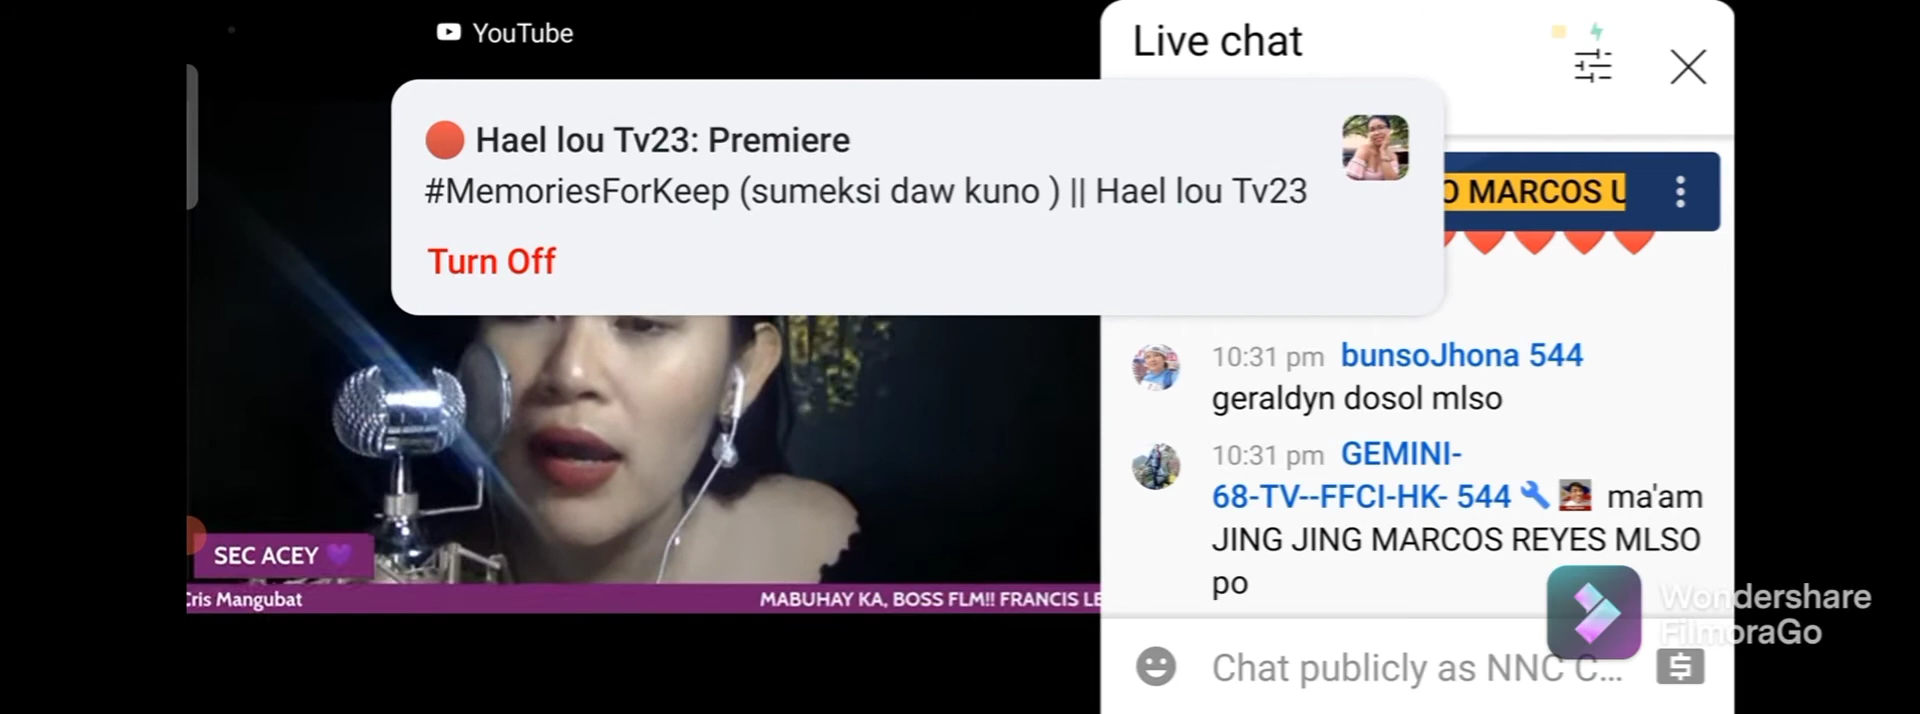 YouTube
Live chat
Hael lou Tv23: Premiere
#MemoriesForKeep (sumeksi daw kuno ) || Hael lou Tv23
Turn Off
O MARCOS U
10:31 pm bunsoJhona 544
geraldyn dosol mlso
10:31 pm GEMINI-
68-TV--FFCI-HK- 544 ma'am
JING JING MARCOS REYES MLSO
po
SEC ACEY
Cris Mangubat
MABUHAY KA, BOSS FLM!! FRANCIS LE
Wondershare
FilmoraGo
Chat publicly as NNC C...